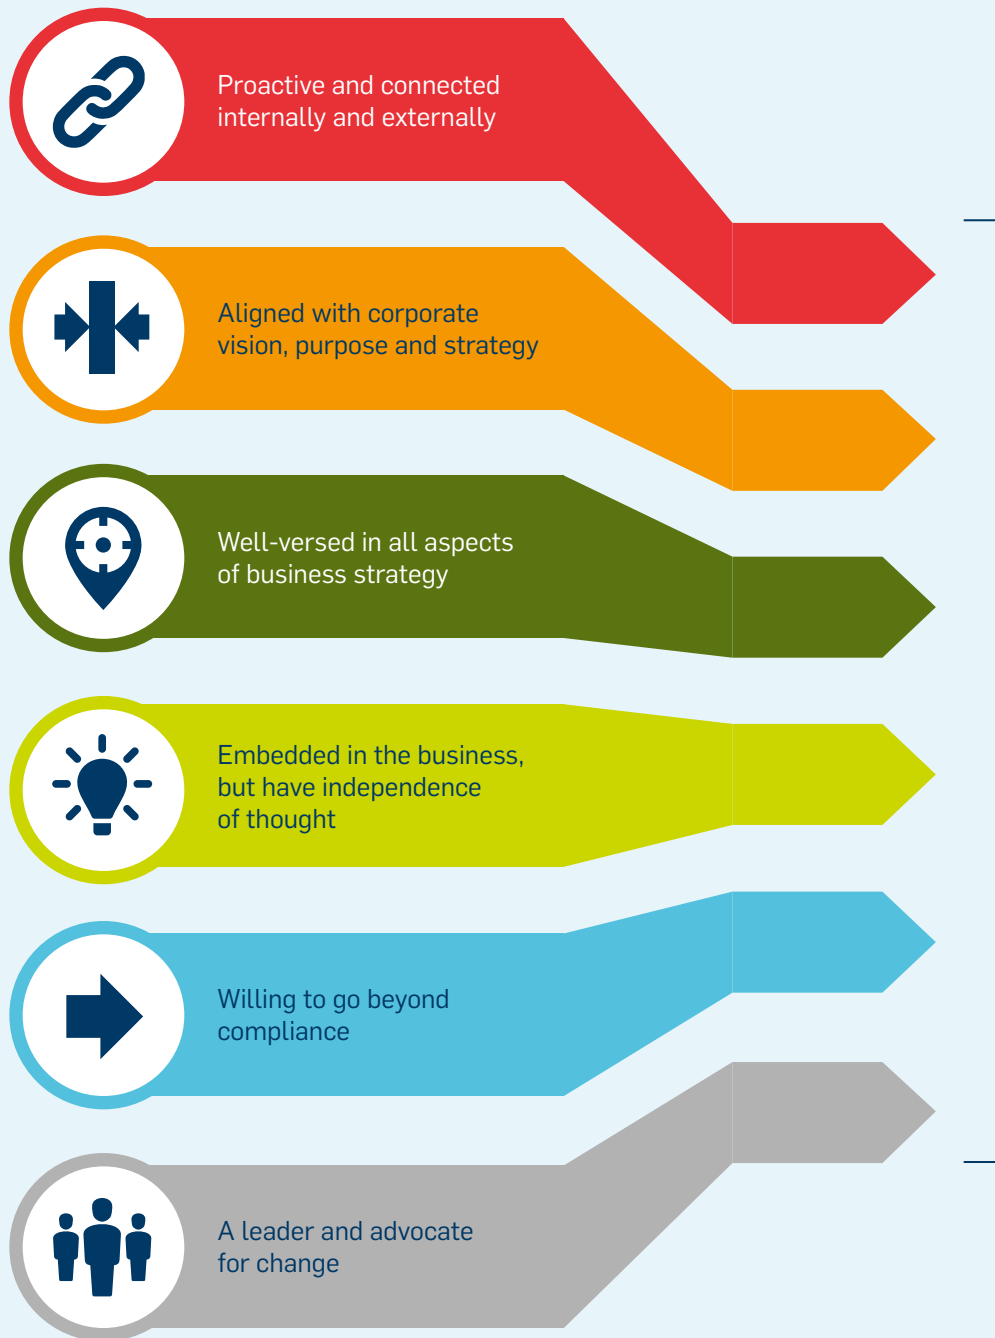 Proactive and connected
internally and externally
Aligned with corporate
vision, purpose and strategy
Well-versed in all aspects
of business strategy
Embedded in the business,
but have independence
of thought
Willing to go beyond
compliance
A leader and advocate
for change